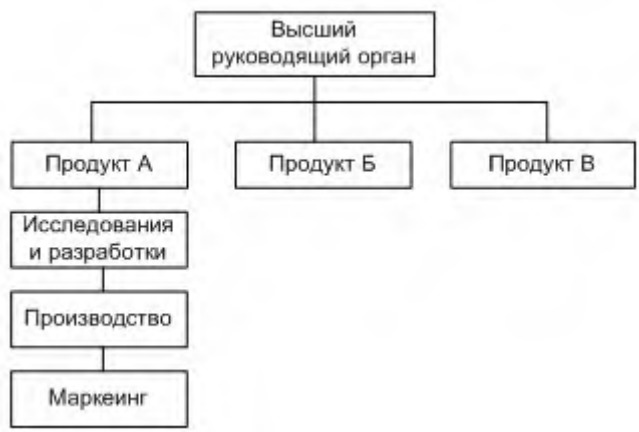 Высший
руководящий орган
Продукт А
Продукт Б
Продукт В
Исследования
и разработки
Производство
Маркеинг